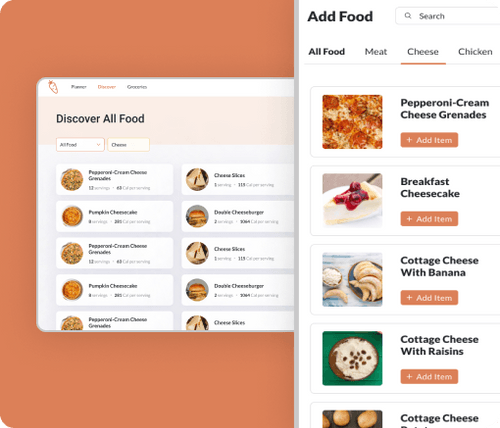 Planner Discover Groceries
Discover All Food
All Food
Cheese
Pepperoni-Cream Cheese
Grenades
12 servings · 63 Cal per serving
Cheese Slices
1 serving · 113 Cal per serving
Pumpkin Cheesecake
8 servings · 281 Cal per serving
Double Cheeseburger
2 servings · 1064 Cal per serving
Pepperoni-Cream Cheese
Grenades
12 servings · 63 Cal per serving
Cheese Slices
1 serving · 113 Cal per serving
Pumpkin Cheesecake
8 servings · 281 Cal per serving
Double Cheeseburger
2 servings · 1064 Cal per serving
Pepperoni-Cream Cheese
Grenades
Cheese Slices
Add Food
Search
All Food Meat Cheese Chicken
Pepperoni-Cream
Cheese Grenades
+ Add Item
Breakfast
Cheesecake
+ Add Item
Cottage Cheese
With Banana
+ Add Item
Cottage Cheese
With Raisins
+ Add Item
Cottage Cheese